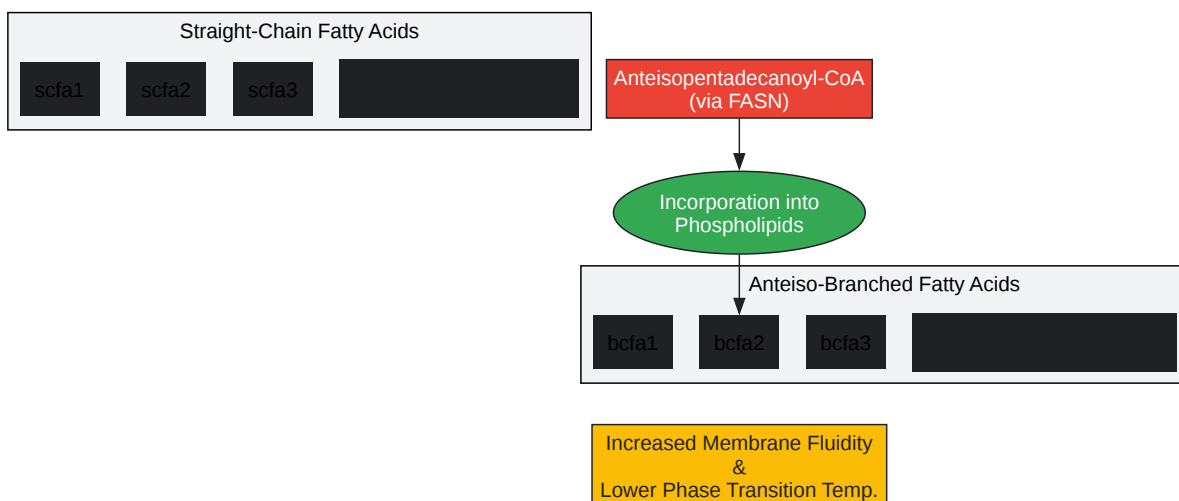 Straight-Chain Fatty Acids
scfa1
scfa2
scfa3
Anteisopentadecanoyl-CoA
(via FASN)
Incorporation into
Phospholipids
Anteiso-Branched Fatty Acids
bcfa1
bcfa2
bcfa3
Increased Membrane Fluidity
&
Lower Phase Transition Temp.